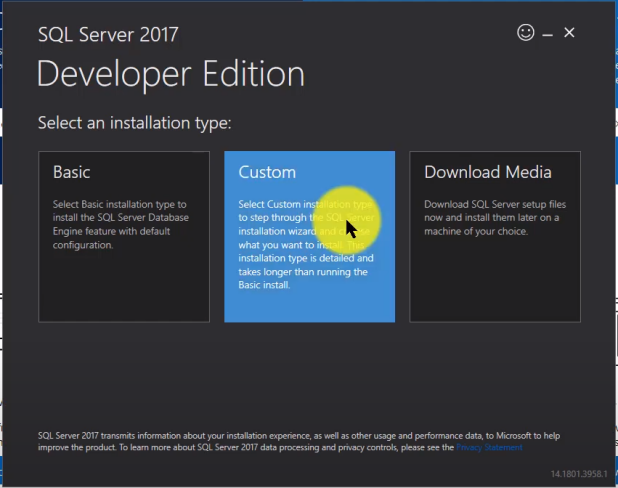 SQL Server 2017
Developer Edition
Select an installation type:
Basic
Select Basic installation type to
install the SQL Server Database
Engine feature with default
configuration.
Custom
Select Custom installation type
to step through the SQL Server
installation wizard and choose
what you want to install. This
installation type is detailed and
takes longer than running the
Basic install.
Download Media
Download SQL Server setup files
now and install them later on a
machine of your choice.
SQL Server 2017 transmits information about your installation experience, as well as other usage and performance data, to Microsoft to help
improve the product. To learn more about SQL Server 2017 data processing and privacy controls, please see the Privacy Statement
14.1801.3958.1